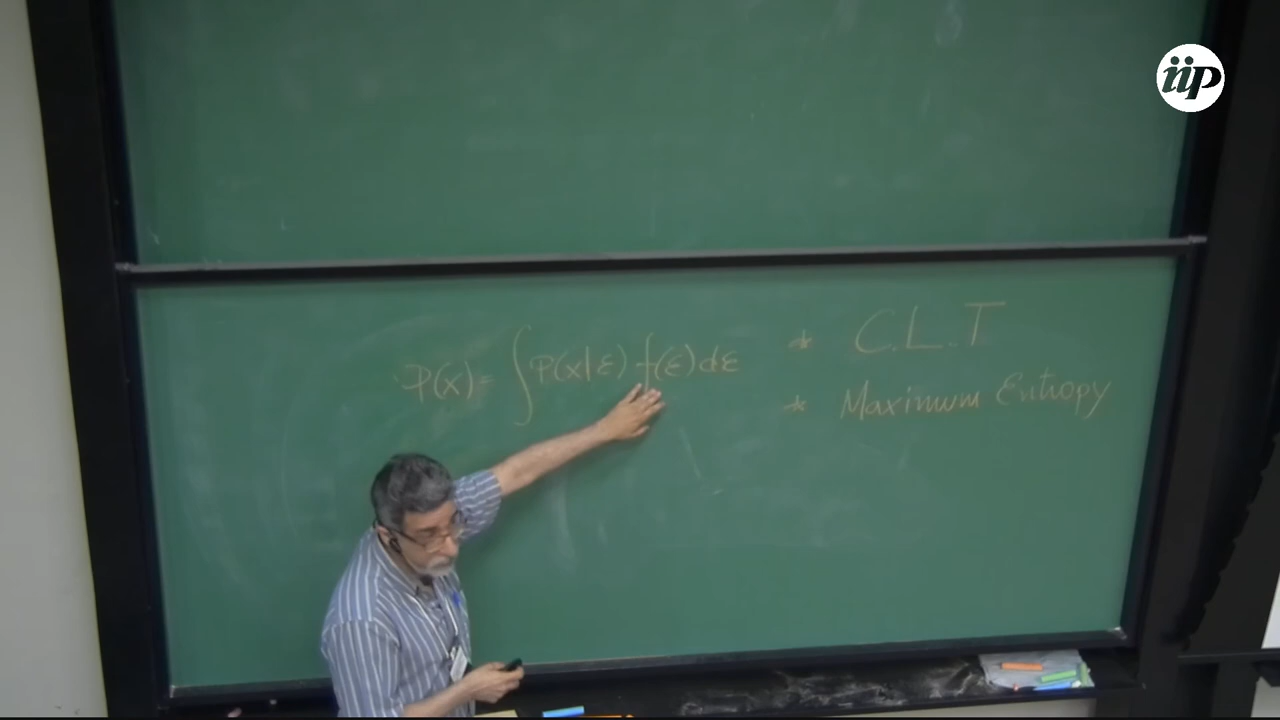 P(x) = ∫ P(x|ε) f(ε) dε
* C.L.T
* Maximum Entropy
iip